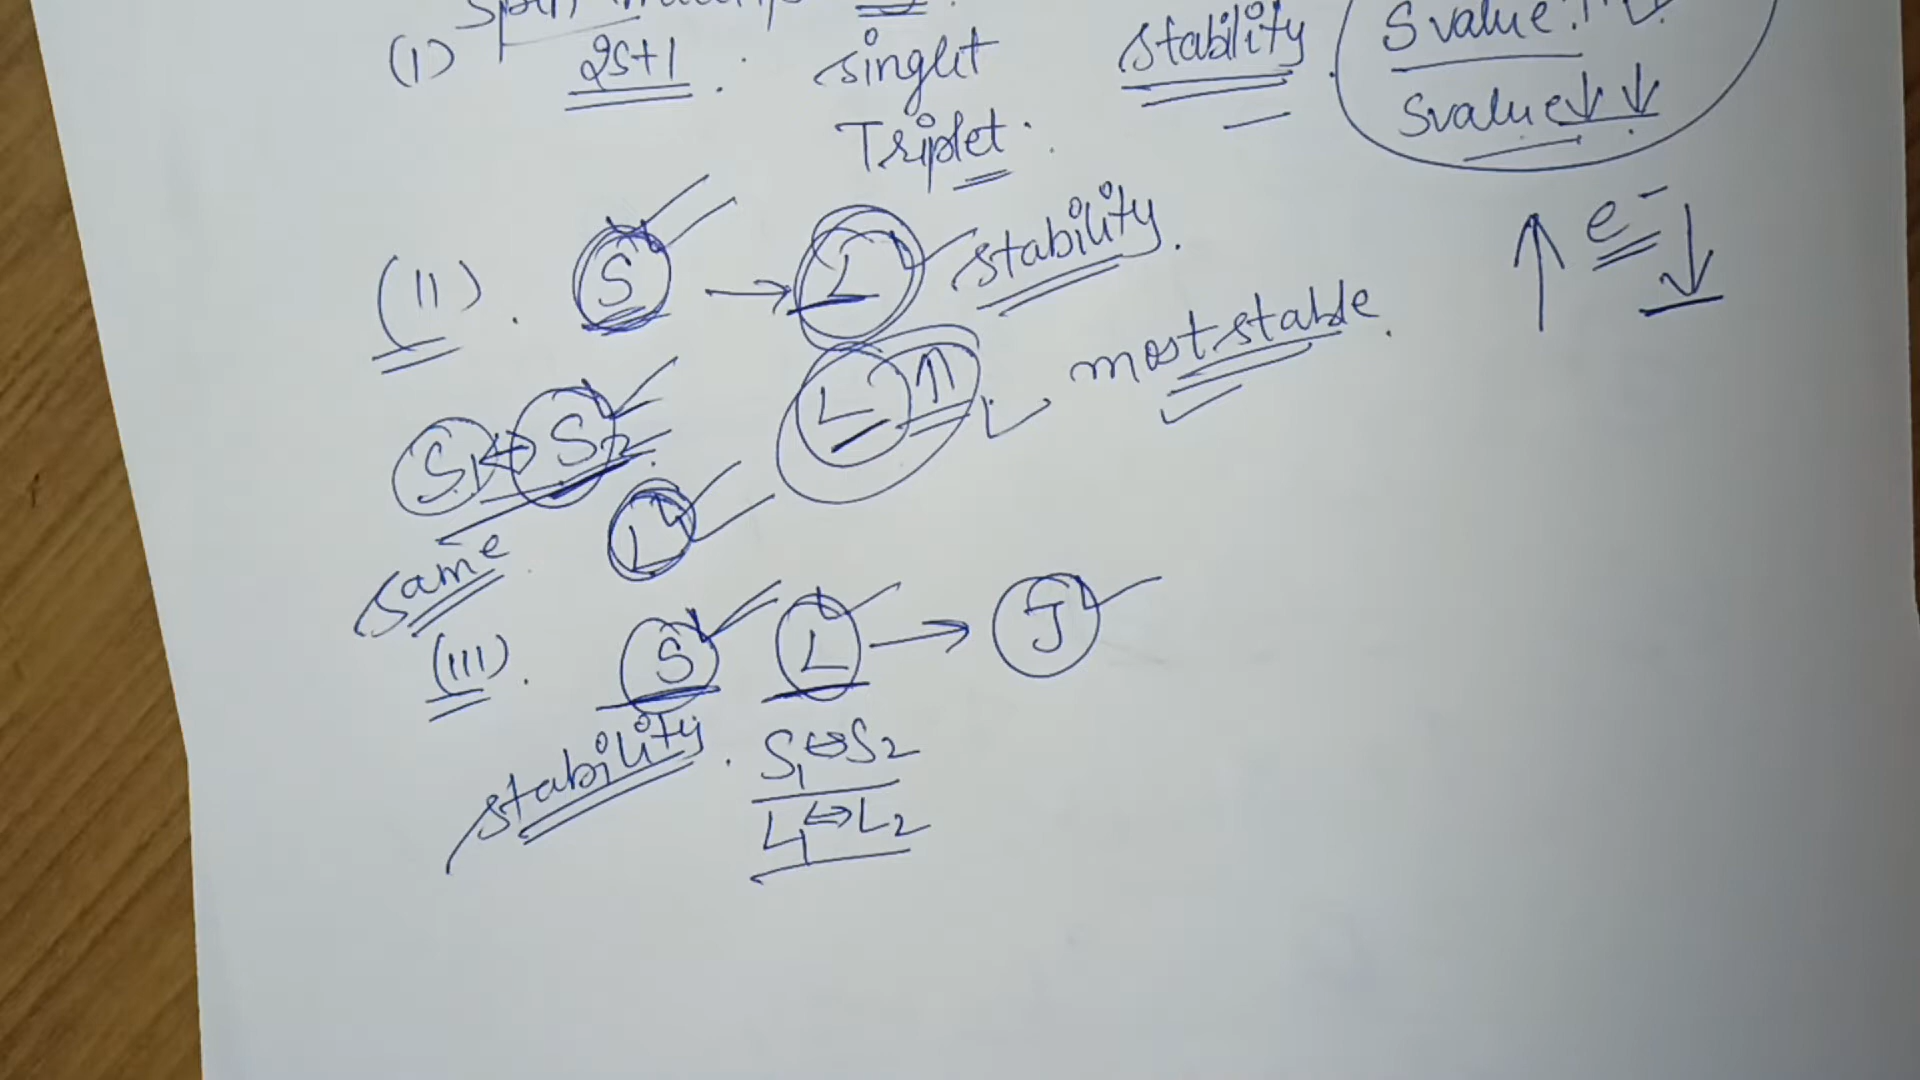 (I) 2S+1 . singlet stability . S value
Triplet . S value ↓ ↓
(II) . S → L stability . ↑ e⁻ ↓
S₁ ↔ S₂ . L ↑ most stable .
same L
(III) . S L → J
stability . S₁ ↔ S₂
L₁ ↔ L₂